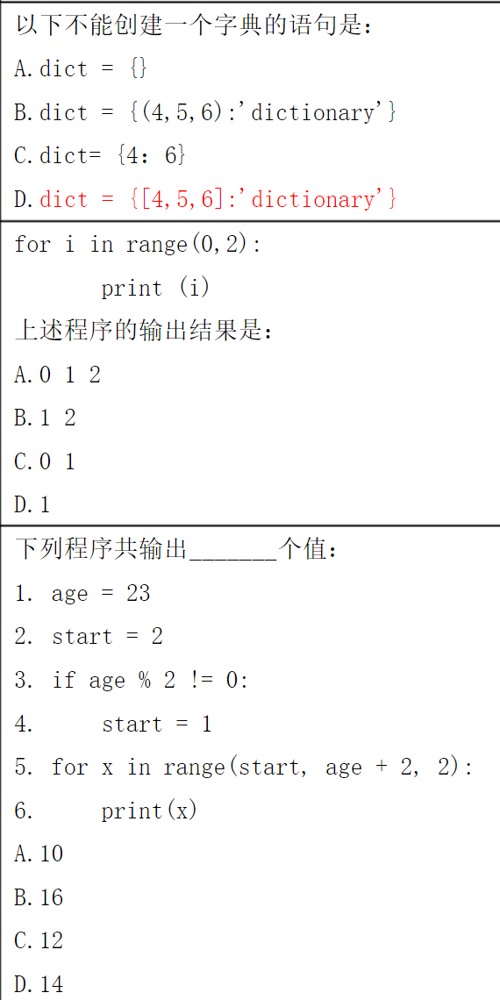 以下不能创建一个字典的语句是：
A.dict = {}
B.dict = {(4,5,6):'dictionary'}
C.dict= {4：6}
D.dict = {[4,5,6]:'dictionary'}
for i in range(0,2):
print (i)
上述程序的输出结果是：
A.0 1 2
B.1 2
C.0 1
D.1
下列程序共输出_______个值：
1. age = 23
2. start = 2
3. if age % 2 != 0:
4. start = 1
5. for x in range(start, age + 2, 2):
6. print(x)
A.10
B.16
C.12
D.14